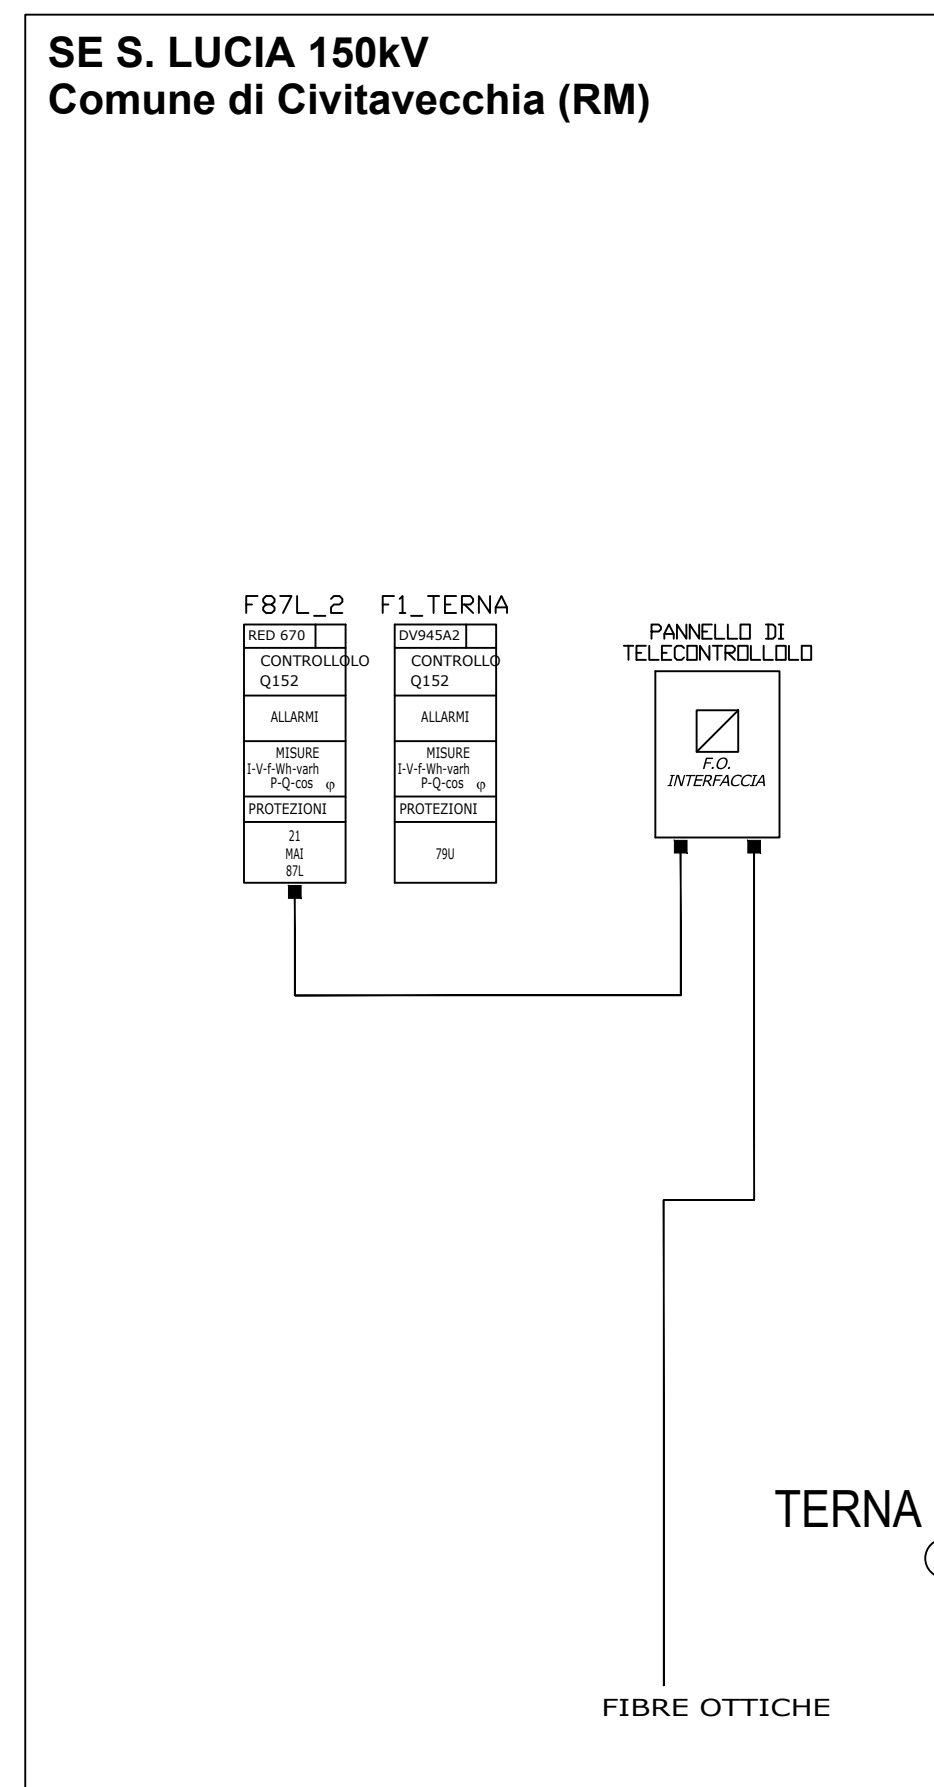 SE S. LUCIA 150kV
Comune di Civitavecchia (RM)
F87L_2
RED 670
CONTROLLOLO
Q152
ALLARMI
MISURE
I-V-f-Wh-varh
P-Q-cos φ
PROTEZIONI
21
MAI
87L
F1_TERNA
DV945A2
CONTROLLO
Q152
ALLARMI
MISURE
I-V-f-Wh-varh
P-Q-cos φ
PROTEZIONI
79U
PANNELLO DI
TELECONTROLLOLO
F.O.
INTERFACCIA
TERNA
FIBRE OTTICHE